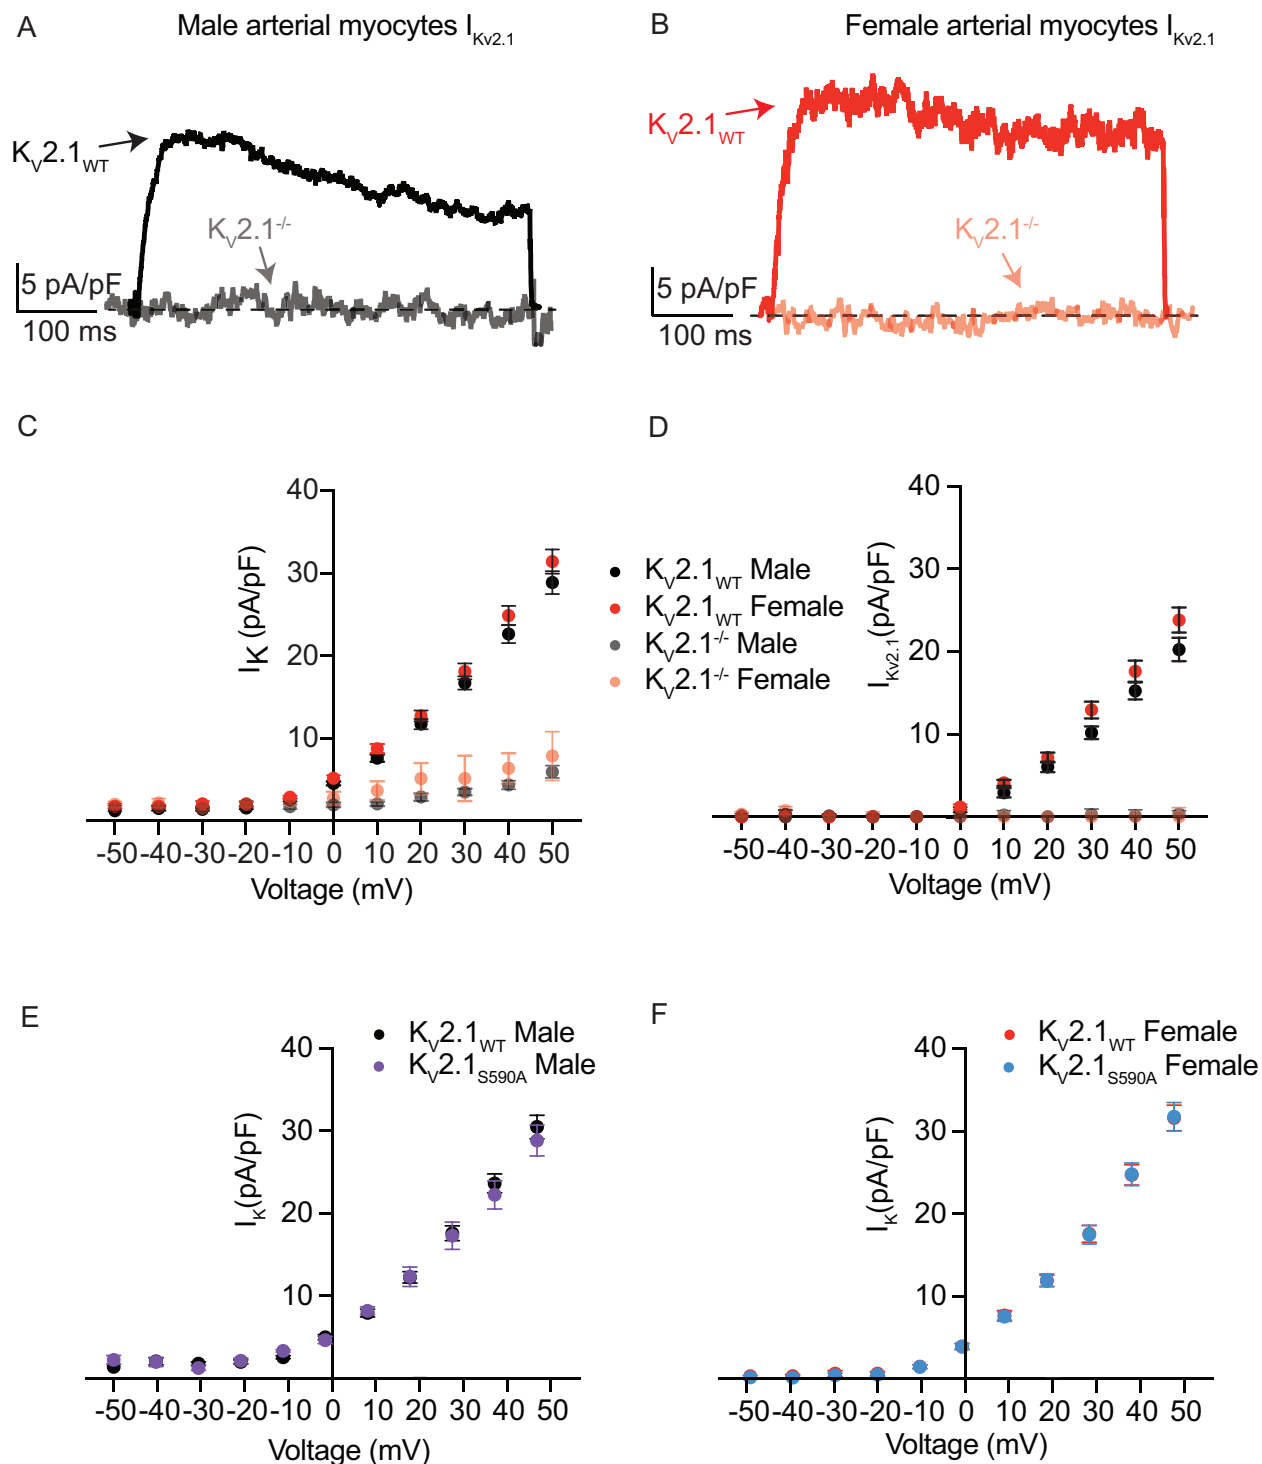 A
Male arterial myocytes I_Kv2.1
K_V2.1_WT
K_V2.1^-/-
5 pA/pF
100 ms
B
Female arterial myocytes I_Kv2.1
K_V2.1_WT
K_V2.1^-/-
5 pA/pF
100 ms
C
I_K (pA/pF)
40
30
20
10
-50 -40 -30 -20 -10 0 10 20 30 40 50
Voltage (mV)
K_V2.1_WT Male
K_V2.1_WT Female
K_V2.1^-/- Male
K_V2.1^-/- Female
D
I_Kv2.1(pA/pF)
40
30
20
10
-50 -40 -30 -20 -10 0 10 20 30 40 50
Voltage (mV)
E
K_V2.1_WT Male
K_V2.1_S590A Male
I_K(pA/pF)
40
30
20
10
-50 -40 -30 -20 -10 0 10 20 30 40 50
Voltage (mV)
F
K_V2.1_WT Female
K_V2.1_S590A Female
I_K(pA/pF)
40
30
20
10
-50 -40 -30 -20 -10 0 10 20 30 40 50
Voltage (mV)